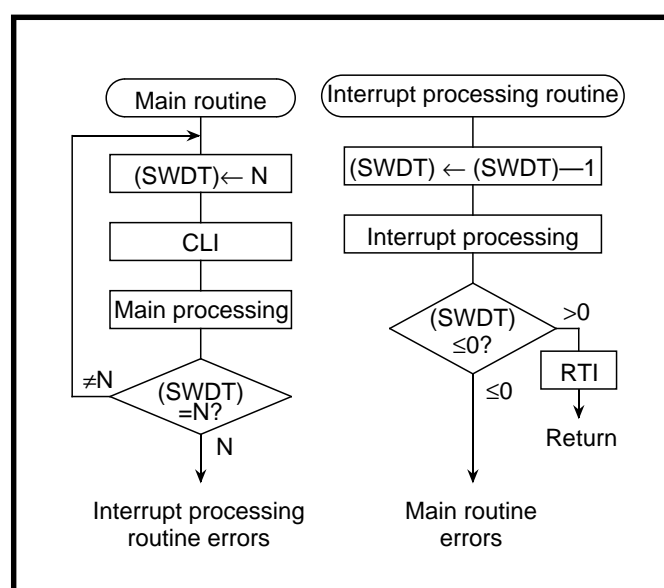 Main routine
(SWDT)← N
CLI
Main processing
≠N
(SWDT)
=N?
N
Interrupt processing
routine errors
Interrupt processing routine
(SWDT) ← (SWDT)—1
Interrupt processing
(SWDT)
≤0?
>0
RTI
Return
≤0
Main routine
errors